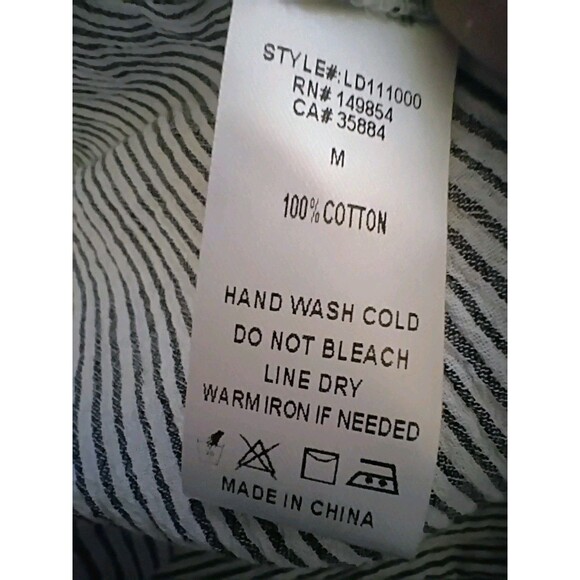 STYLE#:LD111000
RN# 149854
CA# 35884
M
100% COTTON
HAND WASH COLD
DO NOT BLEACH
LINE DRY
WARM IRON IF NEEDED
MADE IN CHINA